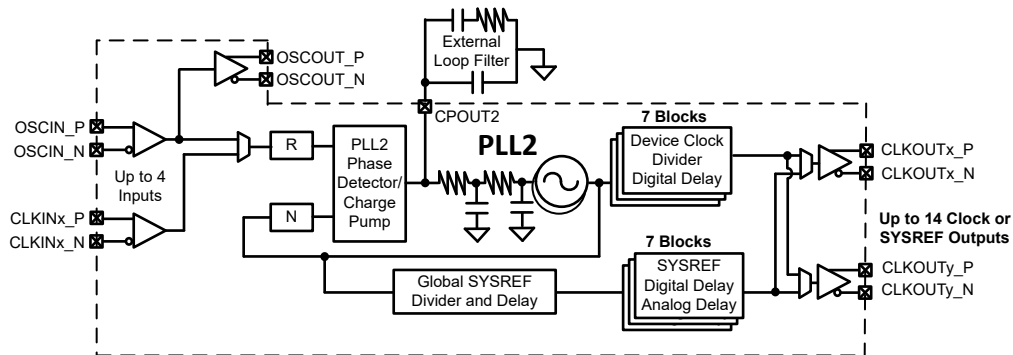 External
Loop Filter
OSCOUT_P
OSCOUT_N
CPOUT2
OSCIN_P
OSCIN_N
Up to 4
Inputs
CLKINx_P
CLKINx_N
R
N
PLL2
Phase
Detector/
Charge
Pump
PLL2
7 Blocks
Device Clock
Divider
Digital Delay
CLKOUTx_P
CLKOUTx_N
Up to 14 Clock or
SYSREF Outputs
7 Blocks
SYSREF
Digital Delay
Analog Delay
Global SYSREF
Divider and Delay
CLKOUTy_P
CLKOUTy_N